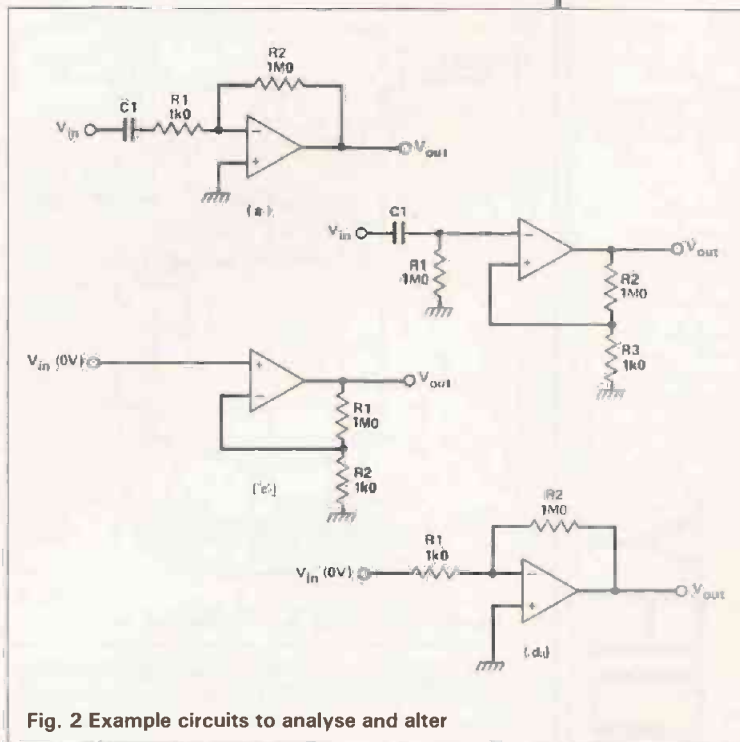 R2
1M0
C1
R1
1k0
Vin
Vout
(a)
C1
Vin
Vout
R1
1M0
R2
1M0
R3
1k0
Vin (0V)
Vout
R1
1M0
R2
1k0
(c)
R2
1M0
R1
1k0
Vin (0V)
Vout
(d)
Fig. 2 Example circuits to analyse and alter